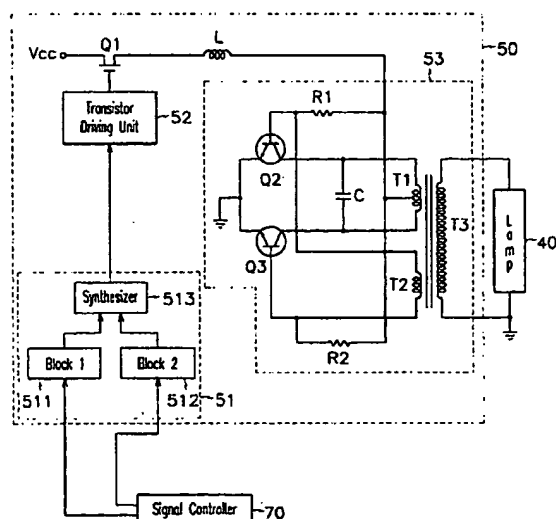 Vcc
Q1
L
50
53
Transistor
Driving Unit
52
R1
Q2
C
T1
T3
Lamp
40
Q3
T2
R2
Synthesizer
513
Block 1
Block 2
511
512
51
Signal Controller
70